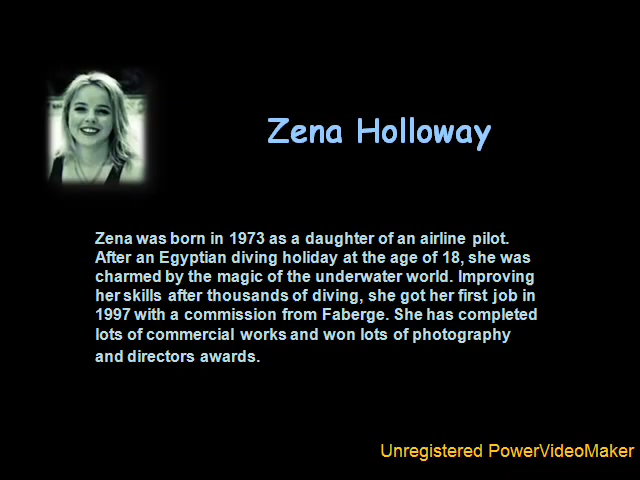 Zena Holloway
Zena was born in 1973 as a daughter of an airline pilot.
After an Egyptian diving holiday at the age of 18, she was
charmed by the magic of the underwater world. Improving
her skills after thousands of diving, she got her first job in
1997 with a commission from Faberge. She has completed
lots of commercial works and won lots of photography
and directors awards.
Unregistered PowerVideoMaker